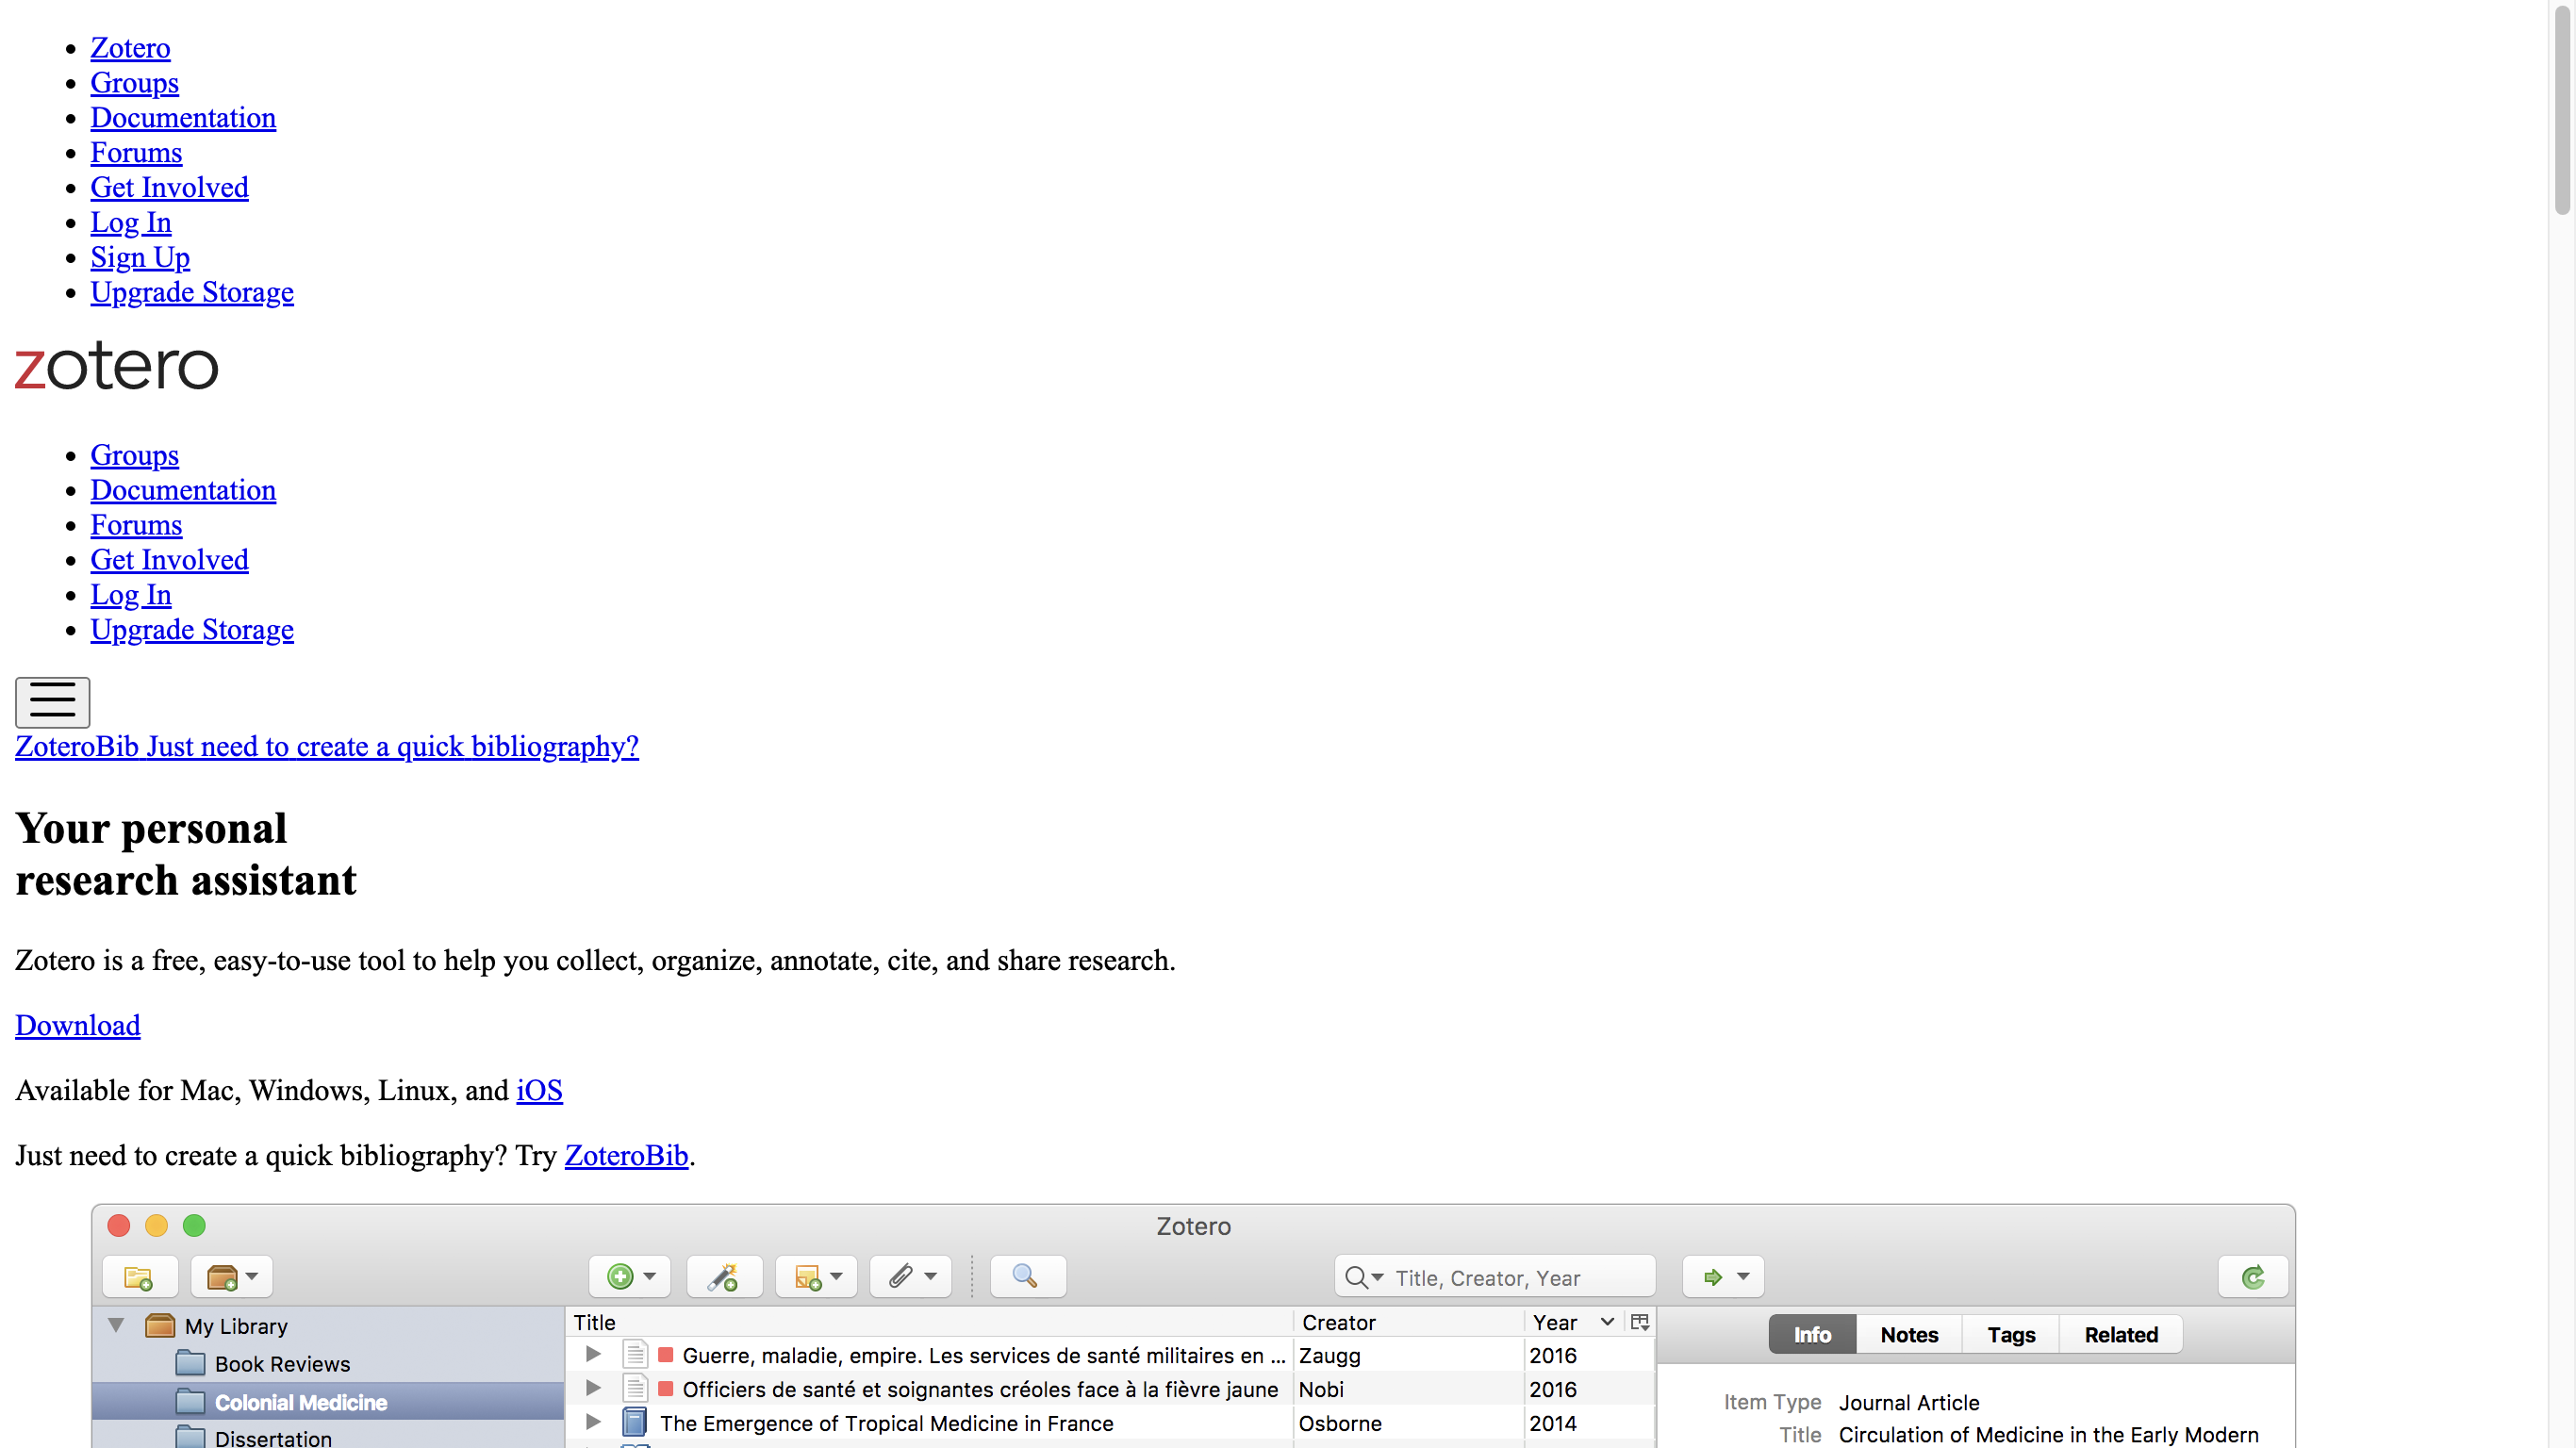 Zotero
Groups
Documentation
Forums
Get Involved
Log In
Sign Up
Upgrade Storage
zotero
Groups
Documentation
Forums
Get Involved
Log In
Upgrade Storage
ZoteroBib Just need to create a quick bibliography?
Your personal
research assistant
Zotero is a free, easy-to-use tool to help you collect, organize, annotate, cite, and share research.
Download
Available for Mac, Windows, Linux, and iOS
Just need to create a quick bibliography? Try ZoteroBib.
Zotero
Title, Creator, Year
My Library
Book Reviews
Colonial Medicine
Dissertation
Title Creator Year
Guerre, maladie, empire. Les services de santé militaires en ... Zaugg 2016
Officiers de santé et soignantes créoles face à la fièvre jaune Nobi 2016
The Emergence of Tropical Medicine in France Osborne 2014
Info Notes Tags Related
Item Type Journal Article
Title Circulation of Medicine in the Early Modern